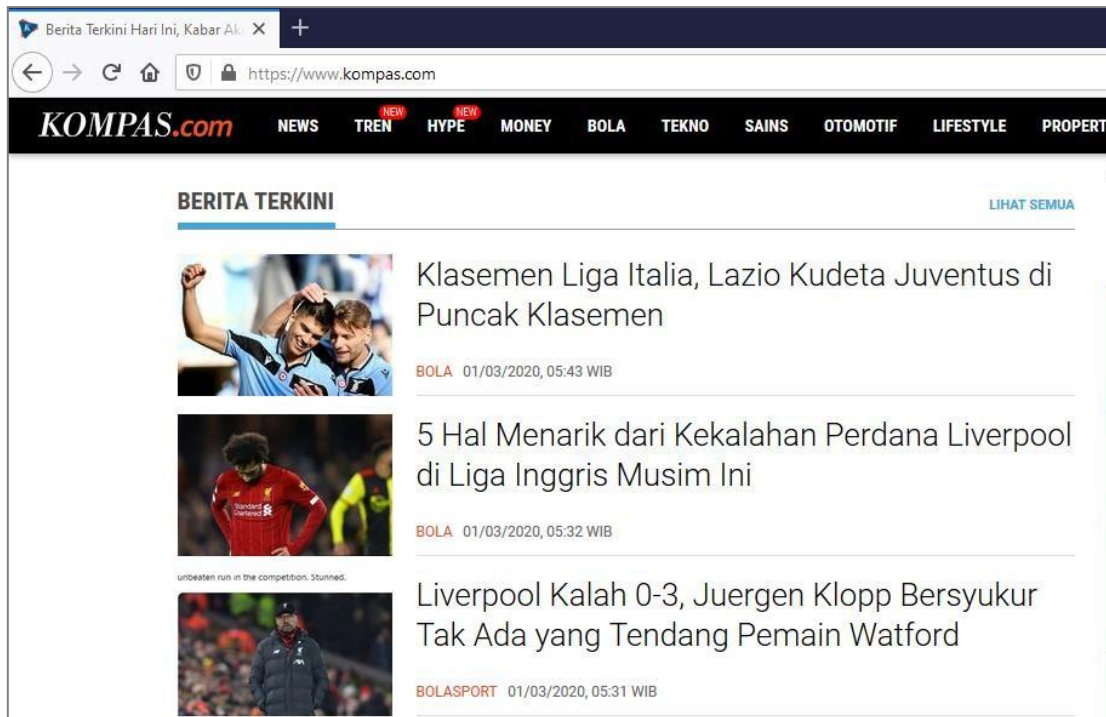 Berita Terkini Hari Ini, Kabar Ak
https://www.kompas.com
KOMPAS.com NEWS TREN NEW HYPE NEW MONEY BOLA TEKNO SAINS OTOMOTIF LIFESTYLE PROPERT
BERITA TERKINI LIHAT SEMUA
Klasemen Liga Italia, Lazio Kudeta Juventus di
Puncak Klasemen
BOLA 01/03/2020, 05:43 WIB
5 Hal Menarik dari Kekalahan Perdana Liverpool
di Liga Inggris Musim Ini
Standard
Chartered
BOLA 01/03/2020, 05:32 WIB
unbeaten run in the competition. Stunned.
Liverpool Kalah 0-3, Juergen Klopp Bersyukur
Tak Ada yang Tendang Pemain Watford
BOLASPORT 01/03/2020, 05:31 WIB